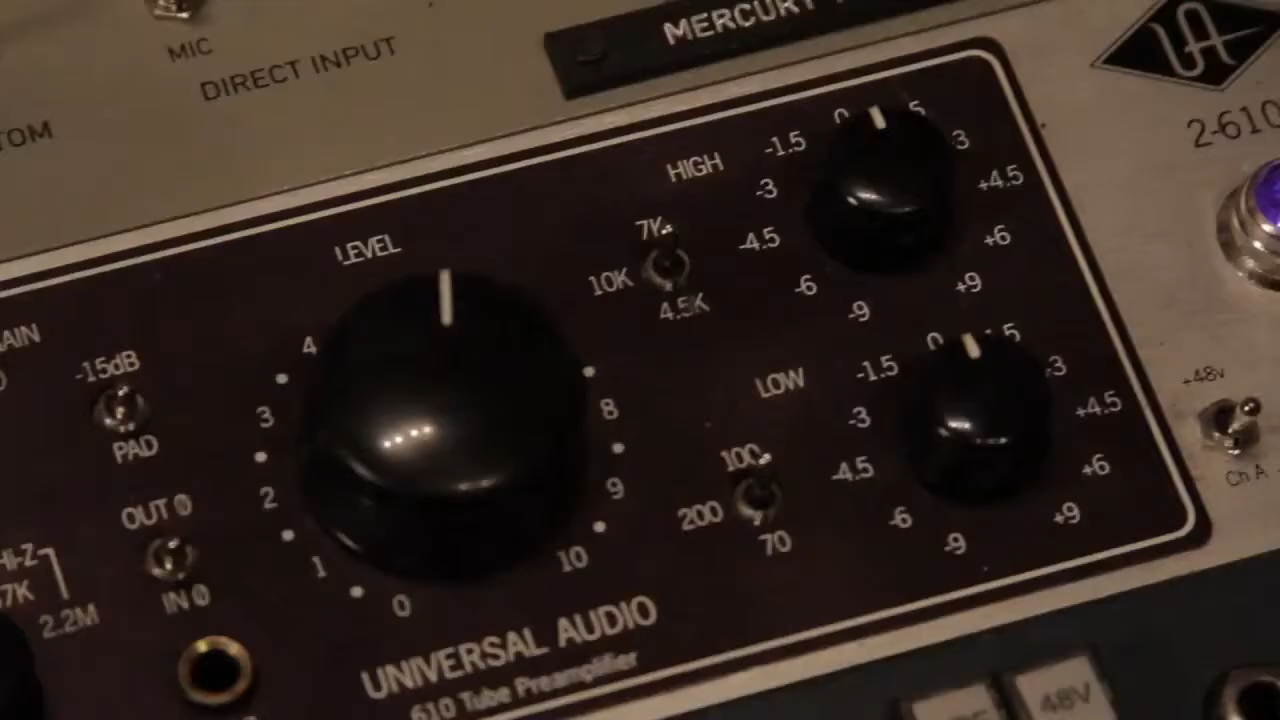 MERCURY
MIC
DIRECT INPUT
TOM
UA
2-610
HIGH
0
-1.5
-3
-4.5
-6
-9
3
+4.5
+6
+9
7K
10K
4.5K
LEVEL
0
1
2
3
4
8
9
10
-15dB
PAD
OUT Ø
IN Ø
HI-Z
2.2M
LOW
0
-1.5
-3
-4.5
-6
-9
.5
3
+4.5
+6
+9
100
200
70
+48v
Ch A
UNIVERSAL AUDIO
610 Tube Preamplifier
48V